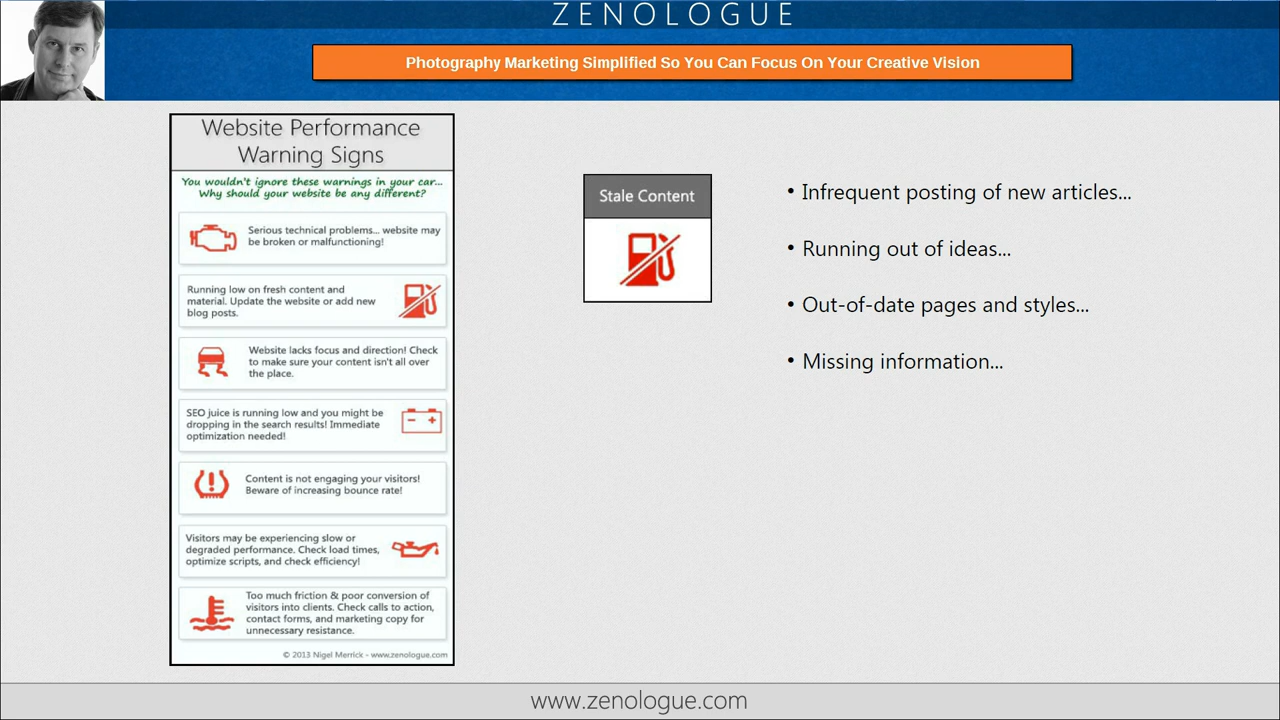 ZENOLOGUE
Photography Marketing Simplified So You Can Focus On Your Creative Vision
Website Performance
Warning Signs
You wouldn't ignore these warnings in your car...
Why should your website be any different?
Serious technical problems... website may
be broken or malfunctioning!
Running low on fresh content and
material. Update the website or add new
blog posts.
Website lacks focus and direction! Check
to make sure your content isn't all over
the place.
SEO juice is running low and you might be
dropping in the search results! Immediate
optimization needed!
Content is not engaging your visitors!
Beware of increasing bounce rate!
Visitors may be experiencing slow or
degraded performance. Check load times,
optimize scripts, and check efficiency!
Too much friction & poor conversion of
visitors into clients. Check calls to action,
contact forms, and marketing copy for
unnecessary resistance.
© 2013 Nigel Merrick - www.zenologue.com
Stale Content
• Infrequent posting of new articles...
• Running out of ideas...
• Out-of-date pages and styles...
• Missing information...
www.zenologue.com